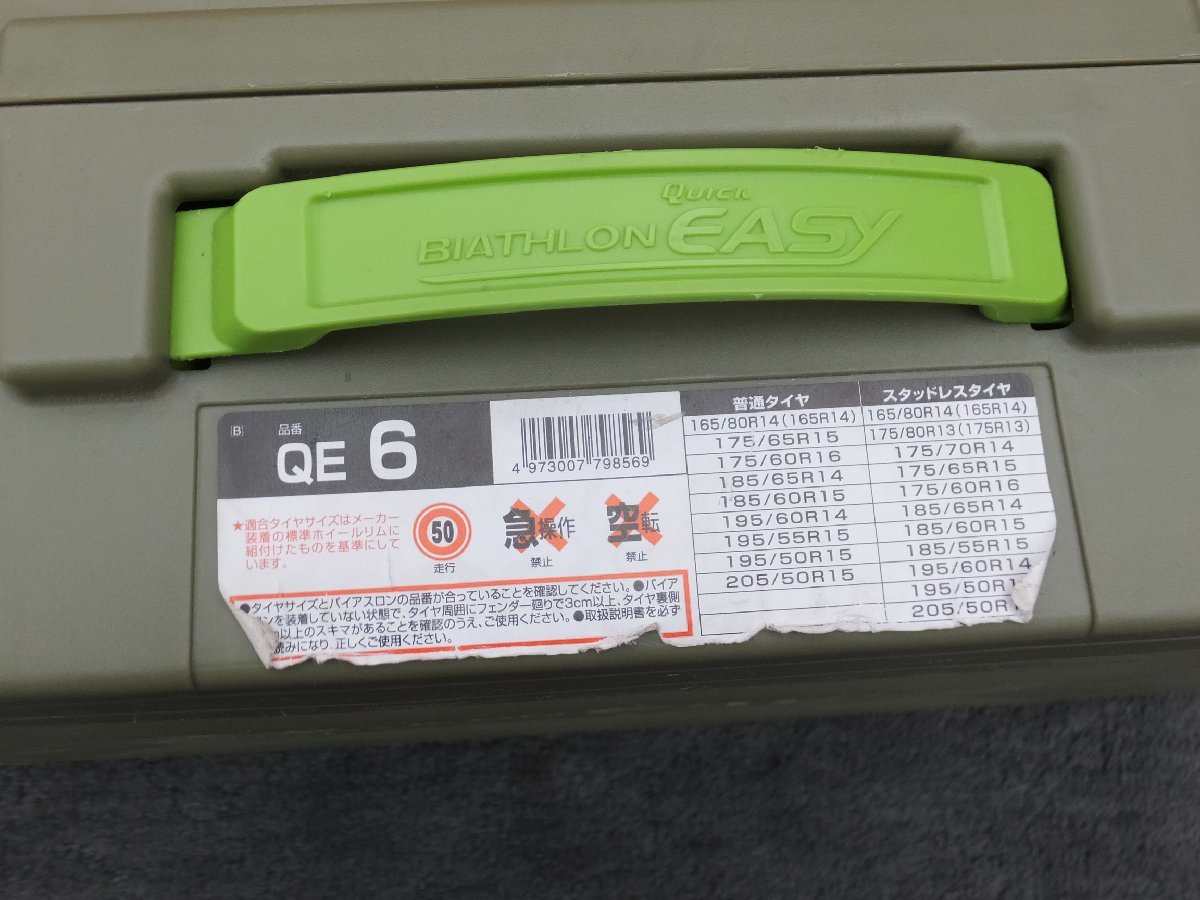 QUICK
BIATHLON EASY
[B] 品番
QE 6
4 973007 798569
★適合タイヤサイズはメーカー
装着の標準ホイールリムに
組付けたものを基準にして
います。
50
走行
急操作
禁止
空転
禁止
●タイヤサイズとバイアスロンの品番が合っていることを確認してください。●バイア
ンを装着していない状態で、タイヤ周囲にフェンダー廻りで3cm以上、タイヤ裏側
以上のスキマがあることを確認のうえ、ご使用ください。●取扱説明書を必ず
読みになり、正しくご使用ください。
普通タイヤ
165/80R14(165R14)
175/65R15
175/60R16
185/65R14
185/60R15
195/60R14
195/55R15
195/50R15
205/50R15
スタッドレスタイヤ
165/80R14(165R14)
175/80R13(175R13)
175/70R14
175/65R15
175/60R16
185/65R14
185/60R15
185/55R15
195/60R14
195/50R1
205/50R